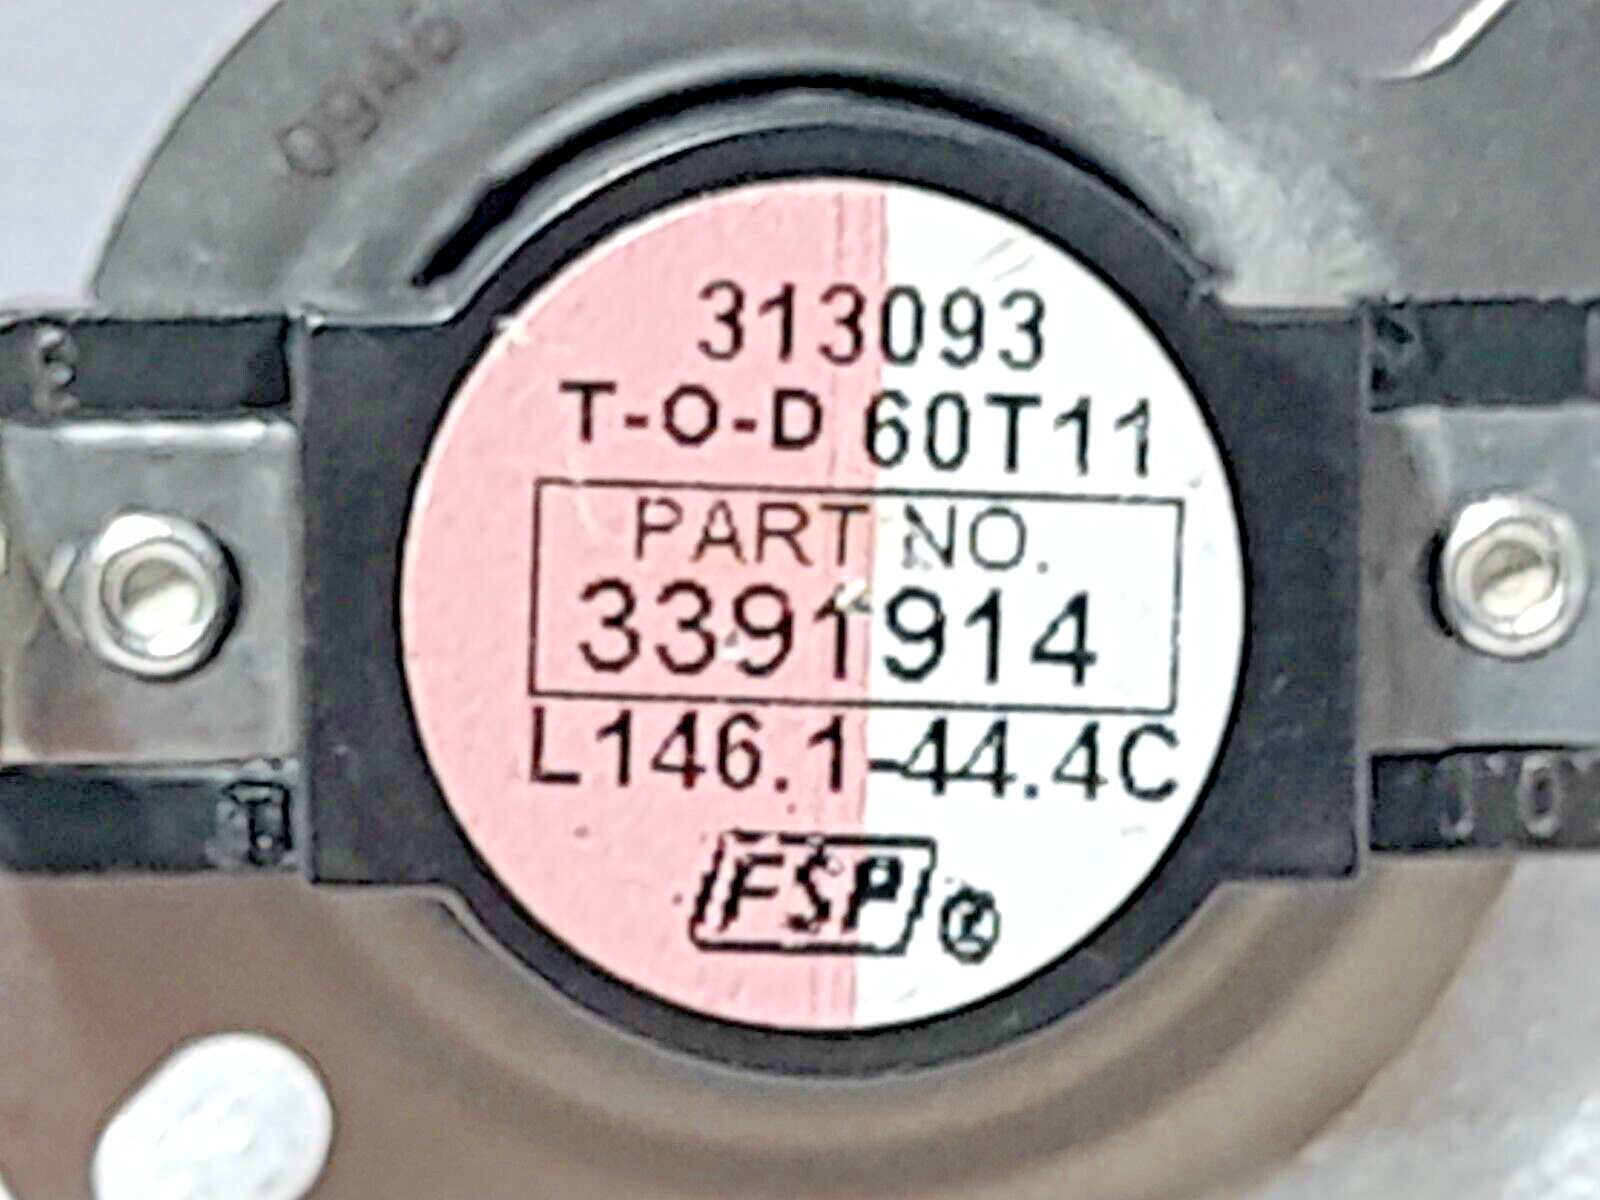 313093
T-O-D 60T11
PART NO.
3391914
L146.1-44.4C
FSP